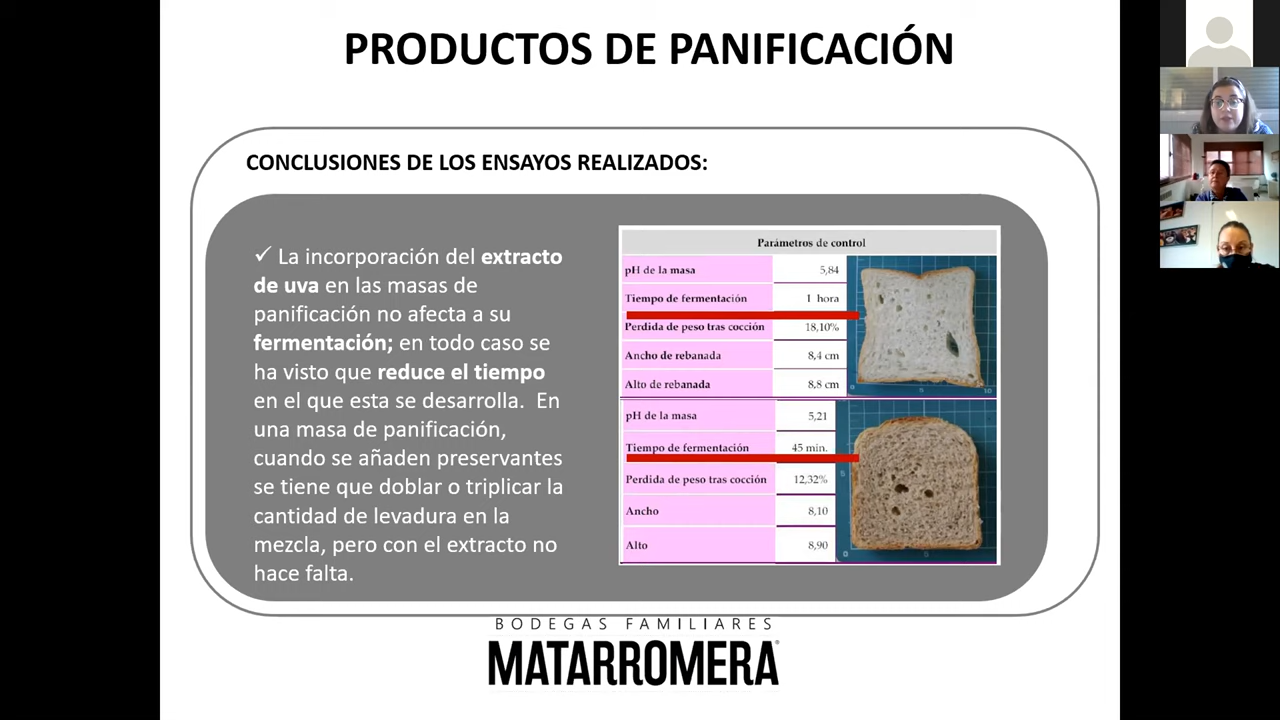 PRODUCTOS DE PANIFICACIÓN
CONCLUSIONES DE LOS ENSAYOS REALIZADOS:
✓ La incorporación del extracto
de uva en las masas de
panificación no afecta a su
fermentación; en todo caso se
ha visto que reduce el tiempo
en el que esta se desarrolla. En
una masa de panificación,
cuando se añaden preservantes
se tiene que doblar o triplicar la
cantidad de levadura en la
mezcla, pero con el extracto no
hace falta.
Parámetros de control
pH de la masa 5,84
Tiempo de fermentación 1 hora
Perdida de peso tras cocción 18,10%
Ancho de rebanada 8,4 cm
Alto de rebanada 8,8 cm
0 5 10
pH de la masa 5,21
Tiempo de fermentación 45 min.
Perdida de peso tras cocción 12,32%
Ancho 8,10
Alto 8,90
5
0 5
BODEGAS FAMILIARES
MATARROMERA®